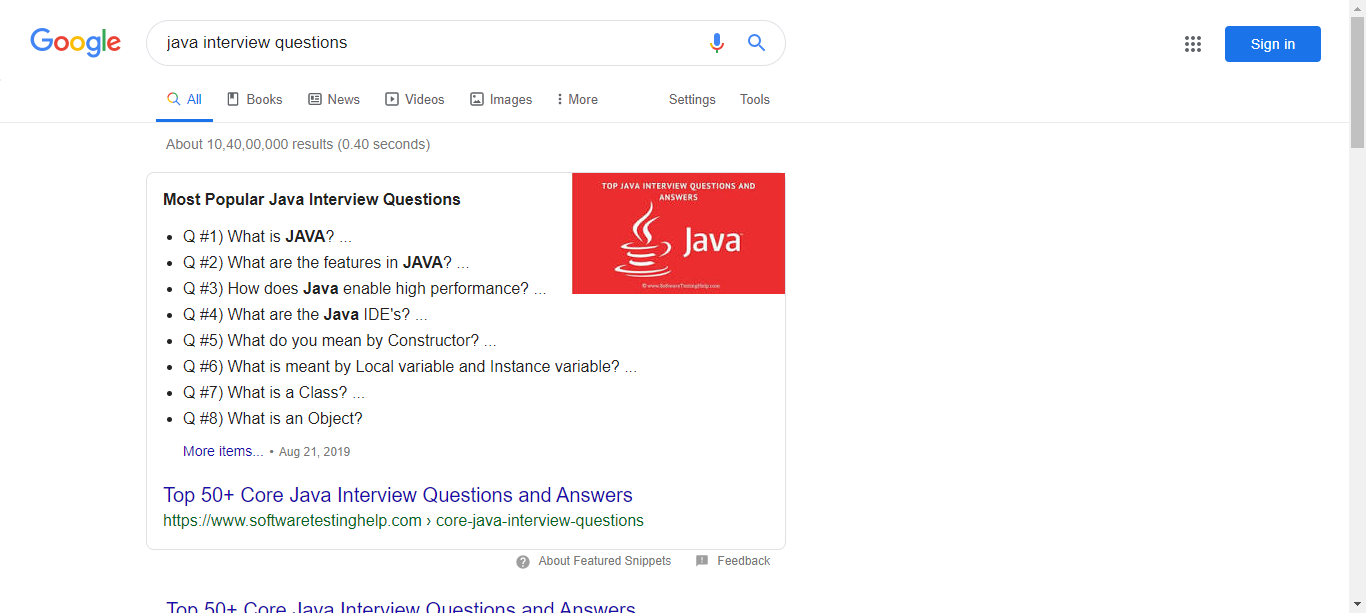 Google
java interview questions
Sign in
All Books News Videos Images More Settings Tools
About 10,40,00,000 results (0.40 seconds)
Most Popular Java Interview Questions
• Q #1) What is JAVA? ...
• Q #2) What are the features in JAVA? ...
• Q #3) How does Java enable high performance? ...
• Q #4) What are the Java IDE's? ...
• Q #5) What do you mean by Constructor? ...
• Q #6) What is meant by Local variable and Instance variable? ...
• Q #7) What is a Class? ...
• Q #8) What is an Object?
More items... • Aug 21, 2019
TOP JAVA INTERVIEW QUESTIONS AND
ANSWERS
Java
© www.SoftwareTestingHelp.com
Top 50+ Core Java Interview Questions and Answers
https://www.softwaretestinghelp.com › core-java-interview-questions
About Featured Snippets Feedback
Top 50+ Core Java Interview Questions and Answers